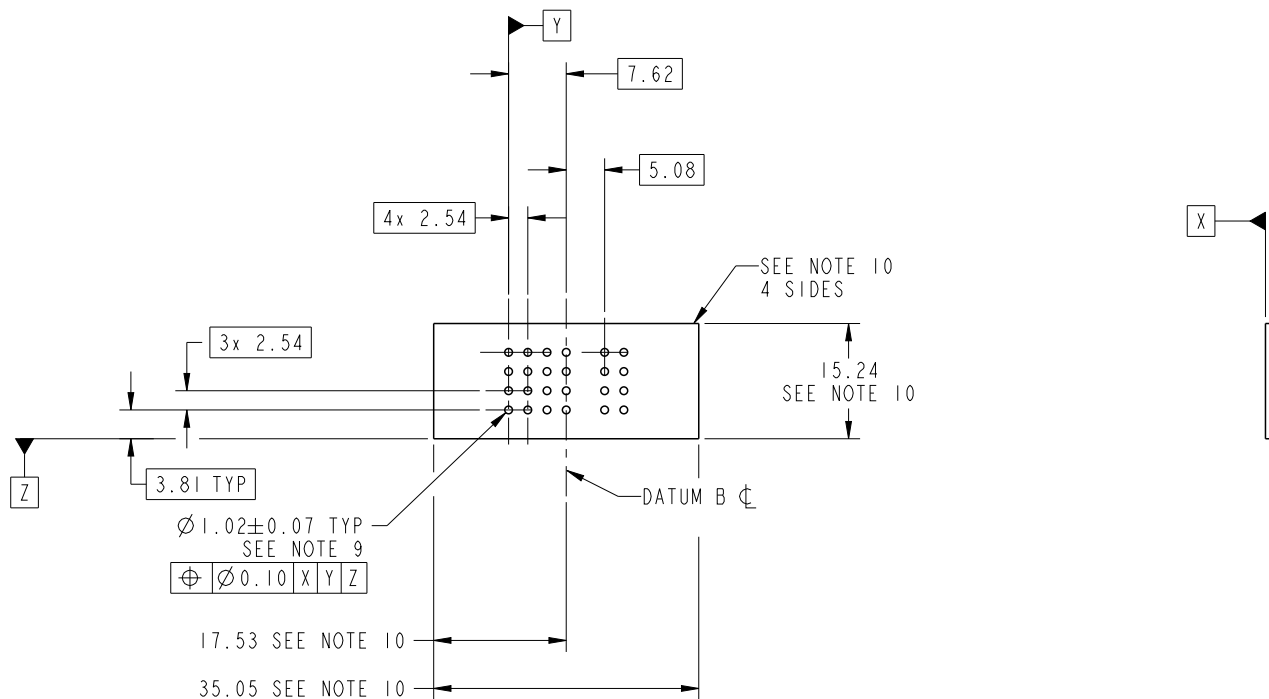 Y
7.62
5.08
4x 2.54
X
SEE NOTE 10
4 SIDES
3x 2.54
15.24
SEE NOTE 10
Z
3.81 TYP
DATUM B ℄
Ø1.02±0.07 TYP
SEE NOTE 9
⌖ Ø0.10 X Y Z
17.53 SEE NOTE 10
35.05 SEE NOTE 10